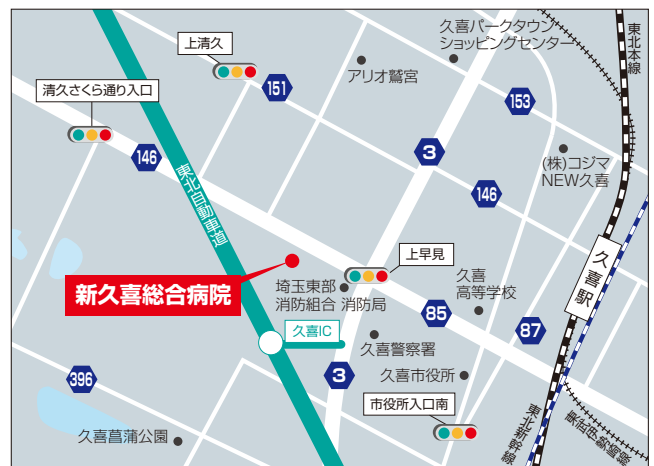 上清久
久喜パークタウン
ショッピングセンター
東北本線
アリオ鷲宮
清久さくら通り入口
151
153
3
146
(株)コジマ
NEW久喜
146
東北自動車道
上早見
久喜駅
新久喜総合病院
埼玉東部
消防組合 消防局
久喜
高等学校
85
久喜IC
87
久喜警察署
3
396
久喜市役所
市役所入口南
東武伊勢崎線
東北新幹線
久喜菖蒲公園